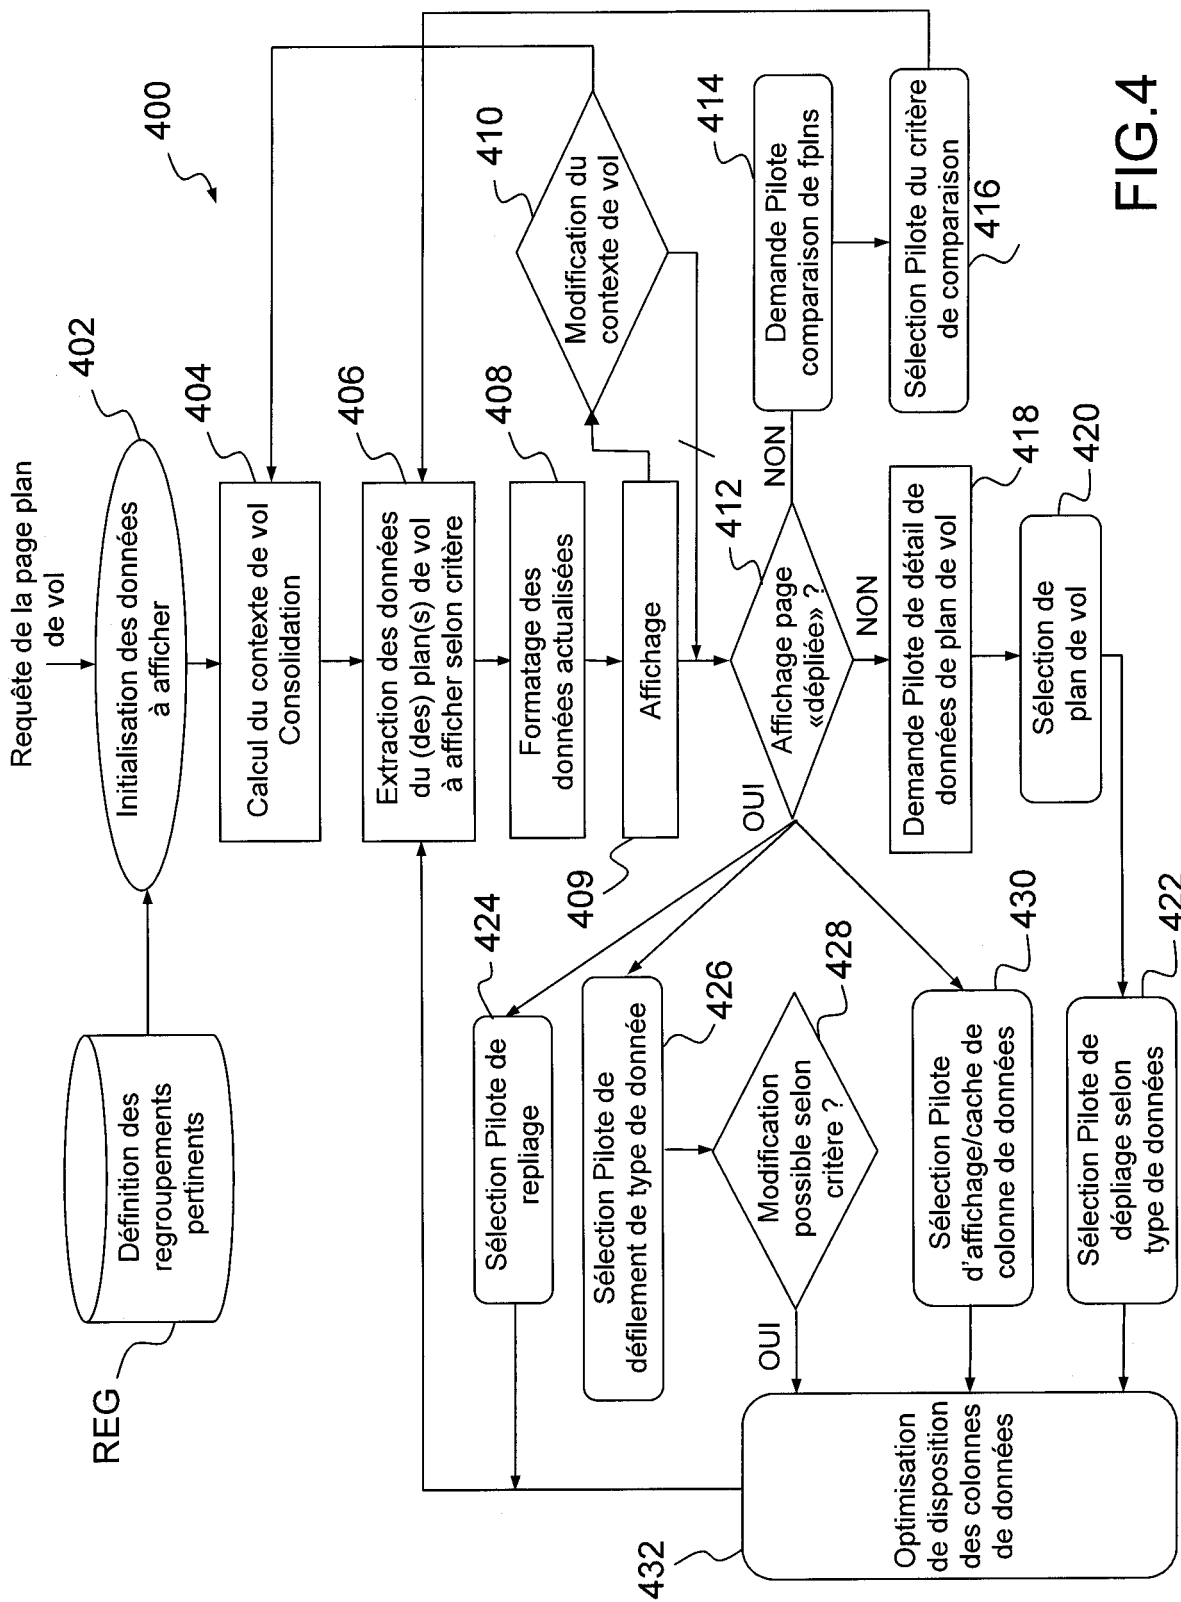 Requête de la page plan
de vol
402
Initialisation des données
à afficher
Définition des
regroupements
pertinents
REG
400
404
Calcul du contexte de vol
Consolidation
406
Extraction des données
du (des) plan(s) de vol
à afficher selon critère
408
Formatage des
données actualisées
Affichage
409
410
Modification du
contexte de vol
412
Affichage page
«dépliée» ?
OUI
NON
NON
414
Demande Pilote
comparaison de fplns
Sélection Pilote du critère
de comparaison
416
418
Demande Pilote de détail de
données de plan de vol
420
Sélection de
plan de vol
424
Sélection Pilote de
repliage
426
Sélection Pilote de
défilement de type de donnée
428
Modification
possible selon
critère ?
OUI
430
Sélection Pilote
d'affichage/cache de
colonne de données
422
Sélection Pilote de
dépliage selon
type de données
432
Optimisation
de disposition
des colonnes
de données
FIG.4